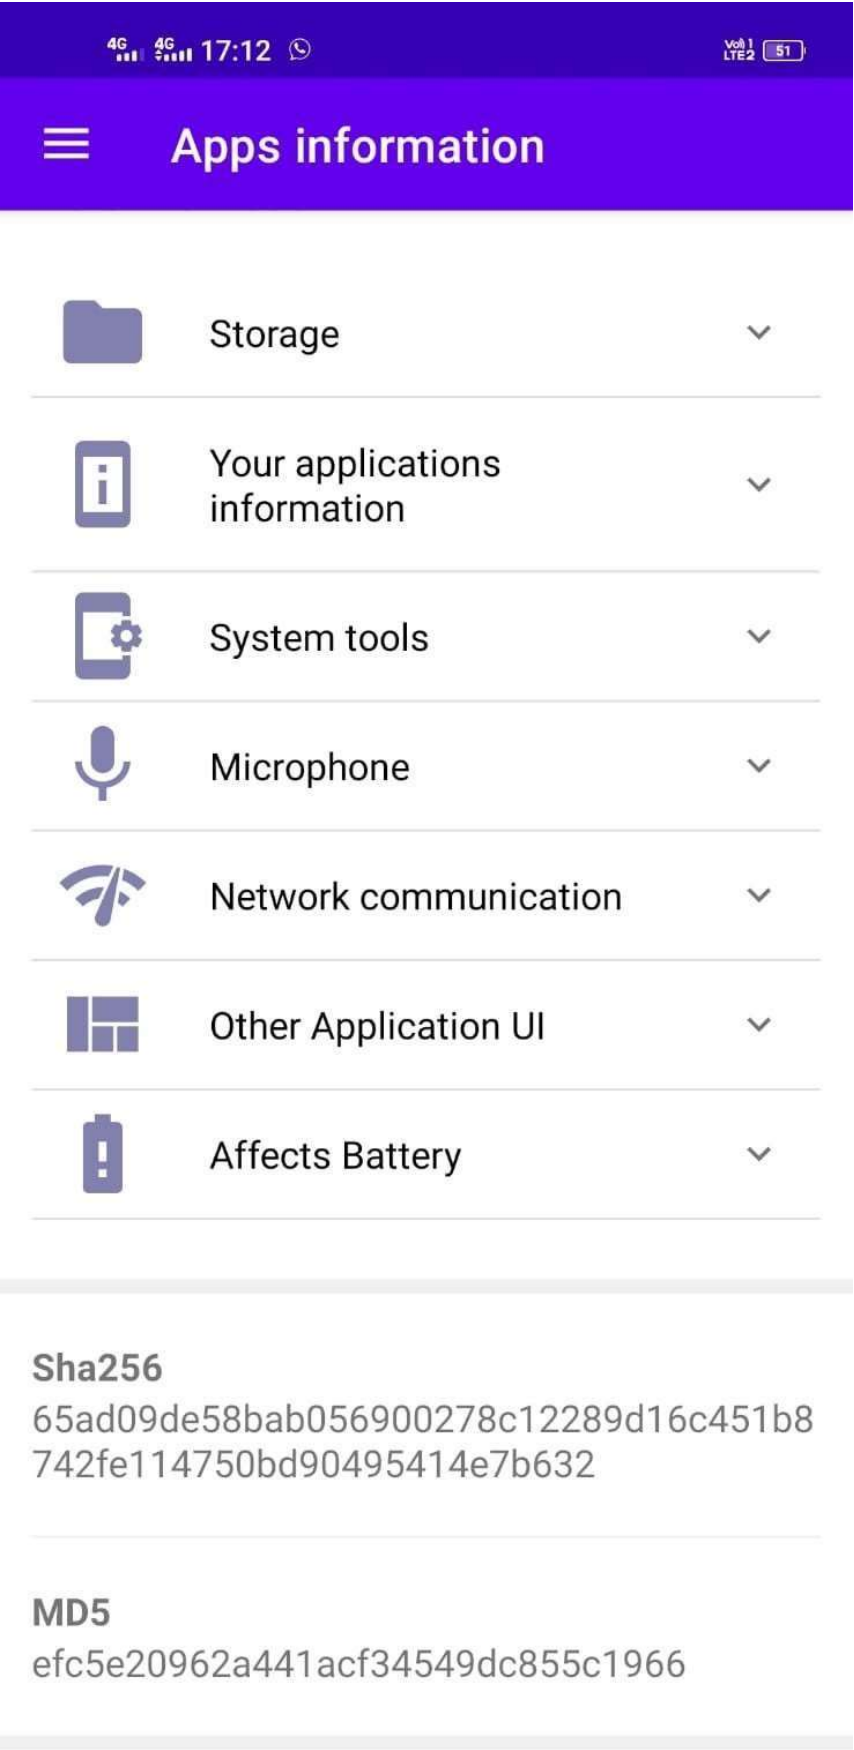 4G 4G 17:12 Vo)) 1 LTE2 51
Apps information
Storage
Your applications
information
System tools
Microphone
Network communication
Other Application UI
Affects Battery
Sha256
65ad09de58bab056900278c12289d16c451b8
742fe114750bd90495414e7b632
MD5
efc5e20962a441acf34549dc855c1966